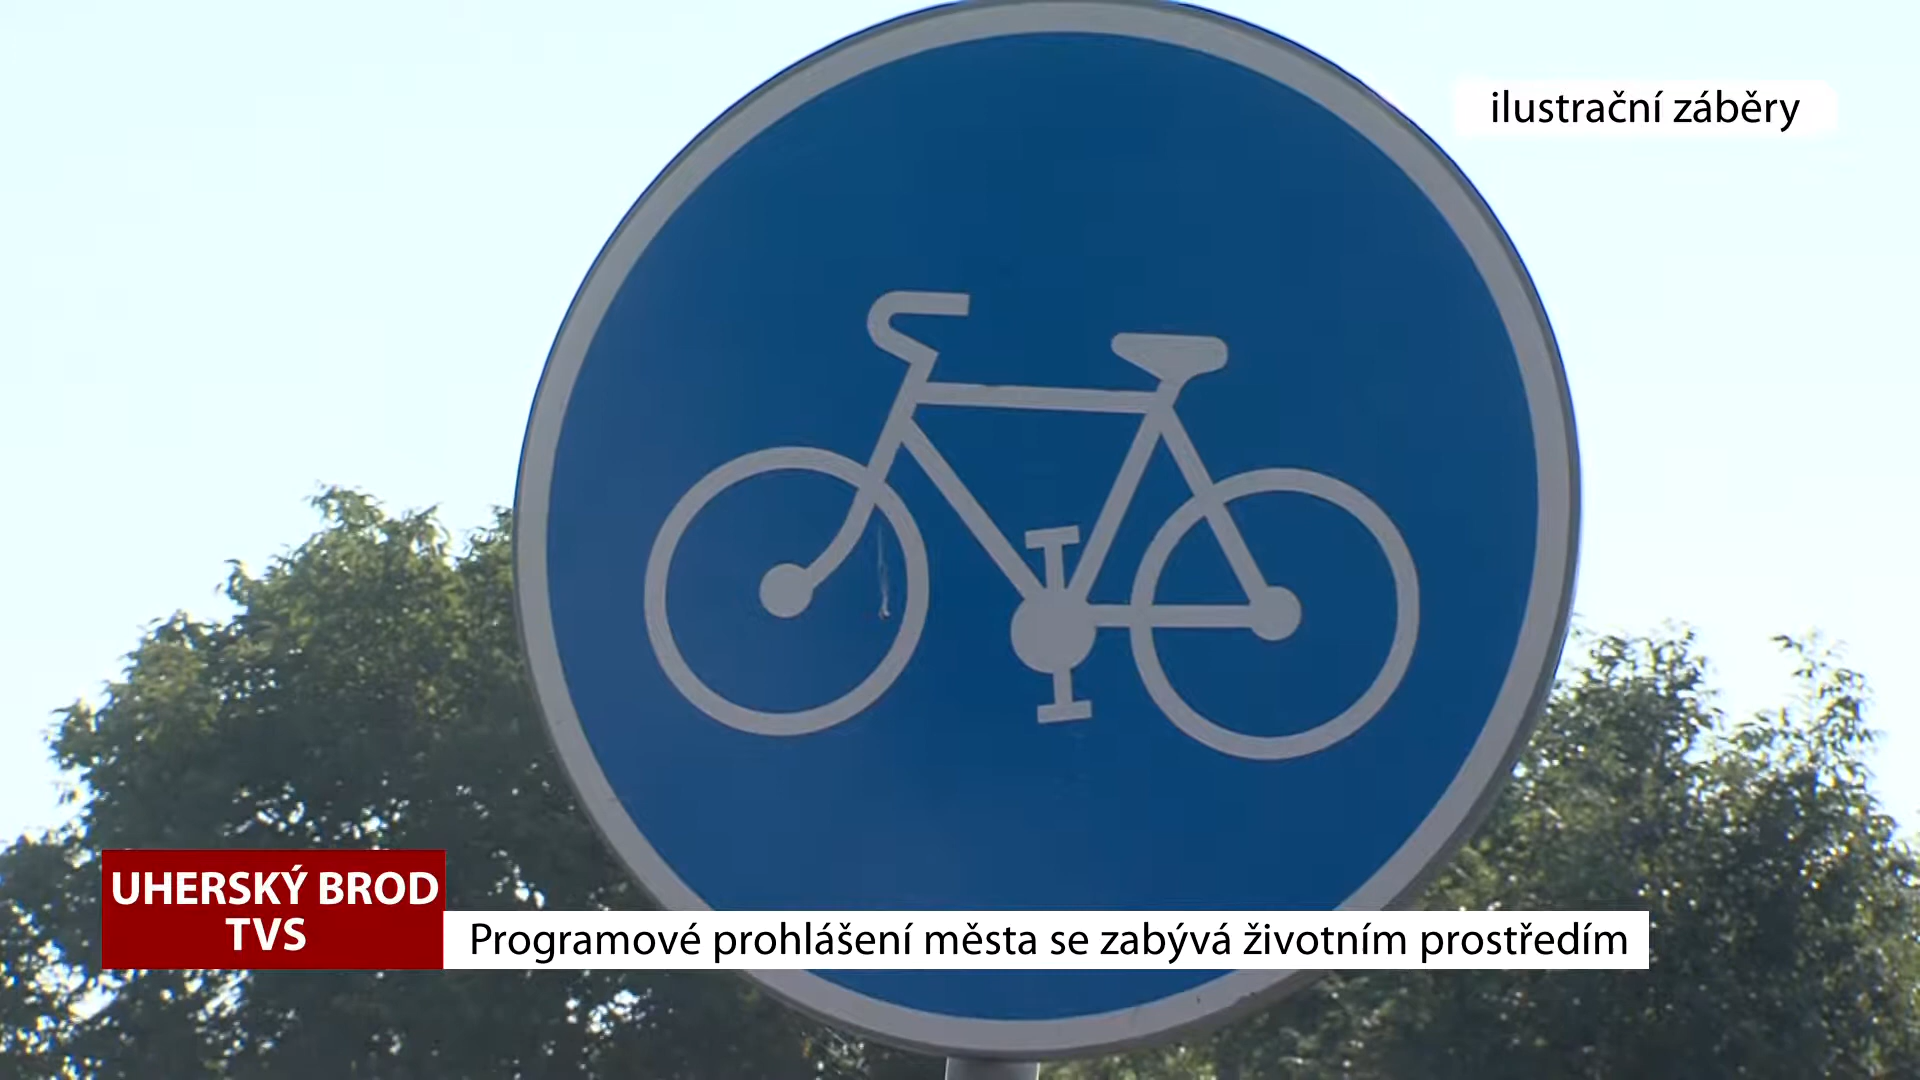 ilustrační záběry
UHERSKÝ BROD
TVS
Programové prohlášení města se zabývá životním prostředím